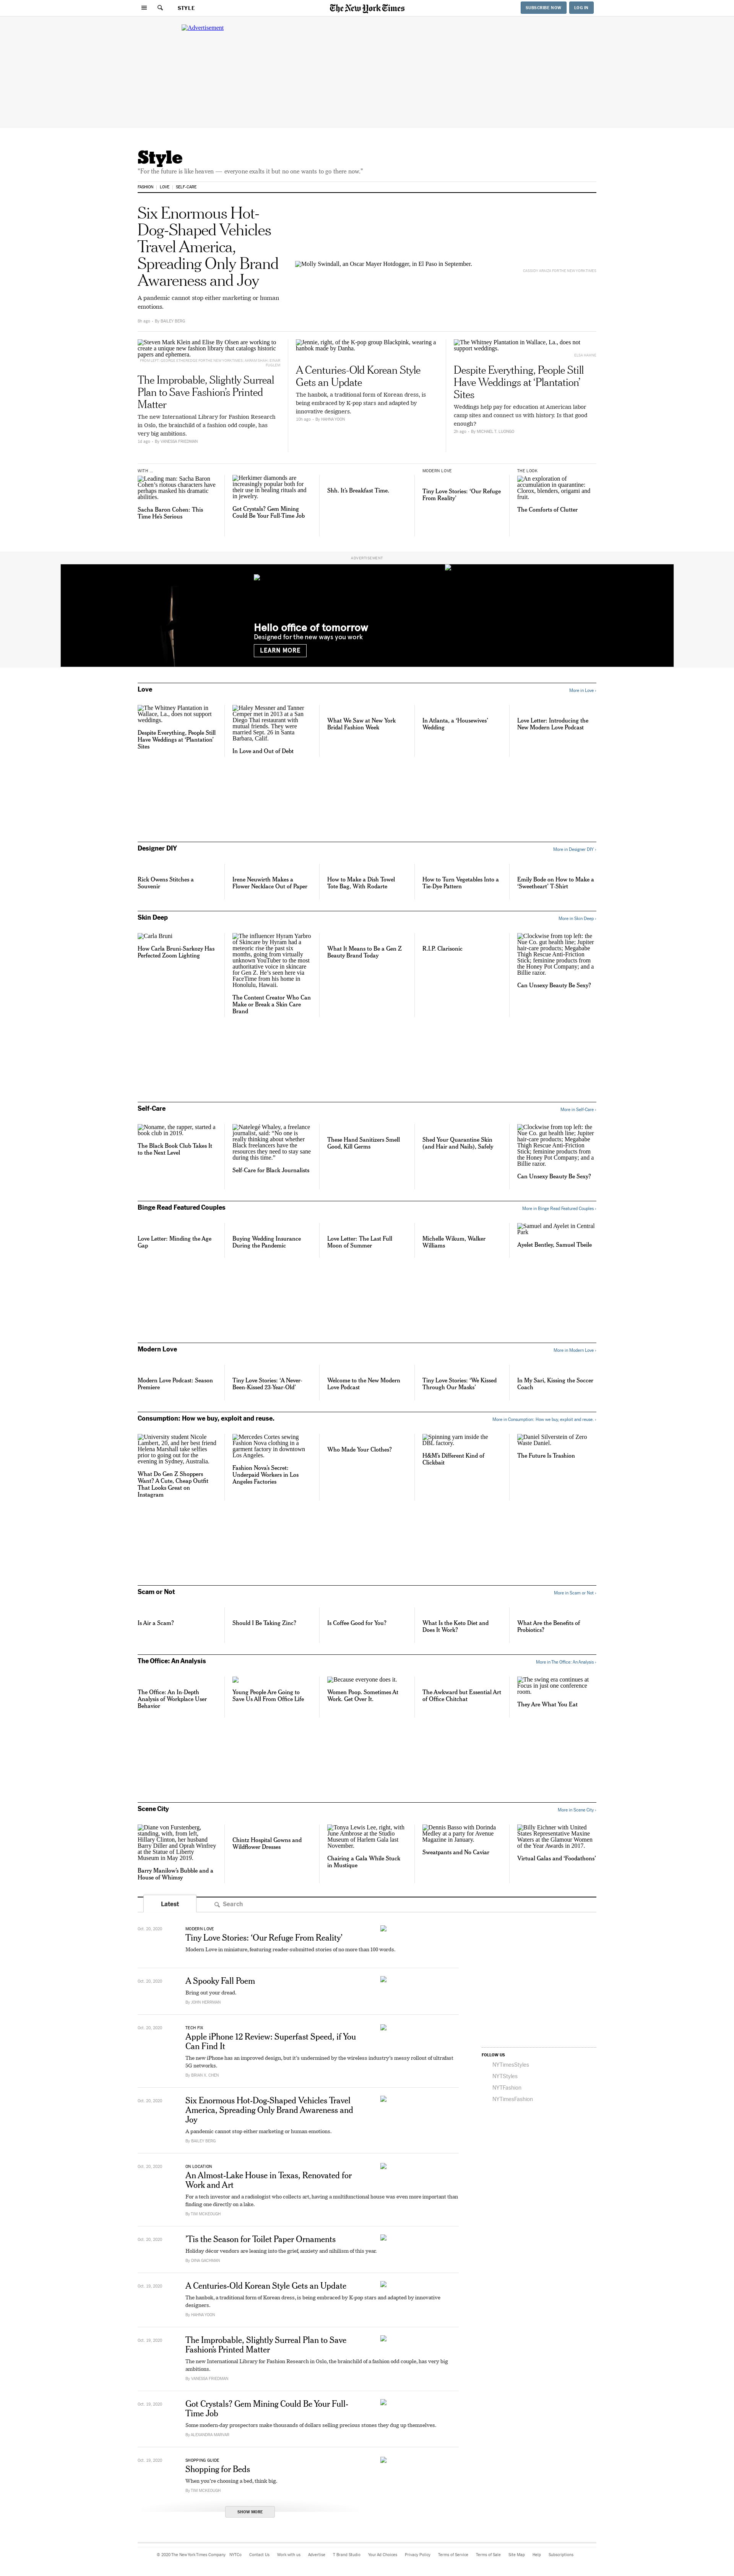 STYLE
The New York Times
SUBSCRIBE NOW
LOG IN
Advertisement
Style
"The future is like heaven — everyone exalts it but no one wants to go there now."
FASHION
LOVE
SELF-CARE
Six Enormous Hot-
Dog-Shaped Vehicles
Travel America,
Spreading Only Brand
Awareness and Joy
A pandemic cannot stop either marketing or human
emotions.
By BAILEY BERG
Molly Swindall, an Oscar Mayer Hotdogger, in El Paso in September.
Steven Mark Klein and Elise By Olsen are working to
create a unique new fashion library that catalogs historic
papers and ephemera.
The Improbable, Slightly Surreal
Plan to Save Fashion's Printed
Matter
The new International Library for Fashion Research
in Oslo, the brainchild of a fashion odd couple, has
very big ambitions.
By VANESSA FRIEDMAN
Jennie, right, of the K-pop group Blackpink, wearing a
hanbok made by Danha.
A Centuries-Old Korean Style
Gets an Update
The hanbok, a traditional form of Korean dress, is
being embraced by K-pop stars and adapted by
innovative designers.
By HAHNA YOON
The Whitney Plantation in Wallace, La., does not
support weddings.
Despite Everything, People Still
Have Weddings at ‘Plantation’
Sites
Weddings help pay for education at American labor
camp sites and connect us with history. Is that good
enough?
By MICHAEL T. LUONGO
WITH ...
Leading man: Sacha Baron
Cohen's riotous characters have
perhaps masked his dramatic
abilities.
Sacha Baron Cohen: This
Time He's Serious
Herkimer diamonds are
increasingly popular both for
their use in healing rituals and
in jewelry.
Got Crystals? Gem Mining
Could Be Your Full-Time Job
Shh. It's Breakfast Time.
MODERN LOVE
Tiny Love Stories: ‘Our Refuge
From Reality’
THE LOOK
An exploration of
accumulation in quarantine:
Clorox, blenders, origami and
fruit.
The Comforts of Clutter
ADVERTISEMENT
Hello office of tomorrow
Designed for the new ways you work
LEARN MORE
Love
More in Love ›
The Whitney Plantation in
Wallace, La., does not support
weddings.
Despite Everything, People Still
Have Weddings at ‘Plantation’
Sites
Haley Messner and Tanner
Cemper met in 2013 at a San
Diego Thai restaurant with
mutual friends. They were
married Sept. 26 in Santa
Barbara, Calif.
In Love and Out of Debt
What We Saw at New York
Bridal Fashion Week
In Atlanta, a ‘Housewives’
Wedding
Love Letter: Introducing the
New Modern Love Podcast
Designer DIY
More in Designer DIY ›
Rick Owens Stitches a
Souvenir
Irene Neuwirth Makes a
Flower Necklace Out of Paper
How to Make a Dish Towel
Tote Bag, With Rodarte
How to Turn Vegetables Into a
Tie-Dye Pattern
Emily Bode on How to Make a
‘Sweetheart’ T-Shirt
Skin Deep
More in Skin Deep ›
Carla Bruni
How Carla Bruni-Sarkozy Has
Perfected Zoom Lighting
The influencer Hyram Yarbro
of Skincare by Hyram had a
meteoric rise the past six
months, going from virtually
unknown YouTuber to the most
authoritative voice in skincare
for Gen Z. He's seen here via
FaceTime from his home in
Honolulu, Hawaii.
The Content Creator Who Can
Make or Break a Skin Care
Brand
What It Means to Be a Gen Z
Beauty Brand Today
R.I.P. Clarisonic
Clockwise from top left: the
Nue Co. gut health line; Jupiter
hair-care products; Megababe
Thigh Rescue Anti-Friction
Stick; feminine products from
the Honey Pot Company; and a
Billie razor.
Can Unsexy Beauty Be Sexy?
Self-Care
More in Self-Care ›
Noname, the rapper, started a
book club in 2019.
The Black Book Club Takes It
to the Next Level
Natelegé Whaley, a freelance
journalist, said: “No one is
really thinking about whether
Black freelancers have the
resources they need to stay sane
during this time.”
Self-Care for Black Journalists
These Hand Sanitizers Smell
Good, Kill Germs
Shed Your Quarantine Skin
(and Hair and Nails), Safely
Clockwise from top left: the
Nue Co. gut health line; Jupiter
hair-care products; Megababe
Thigh Rescue Anti-Friction
Stick; feminine products from
the Honey Pot Company; and a
Billie razor.
Can Unsexy Beauty Be Sexy?
Binge Read Featured Couples
More in Binge Read Featured Couples ›
Love Letter: Minding the Age
Gap
Buying Wedding Insurance
During the Pandemic
Love Letter: The Last Full
Moon of Summer
Michelle Wikum, Walker
Williams
Samuel and Ayelet in Central
Park
Ayelet Bentley, Samuel Theile
Modern Love
More in Modern Love ›
Modern Love Podcast: Season
Premiere
Tiny Love Stories: ‘A Never-
Been-Kissed 23-Year-Old’
Welcome to the New Modern
Love Podcast
Tiny Love Stories: ‘We Kissed
Through Our Masks’
In My Sari, Kissing the Soccer
Coach
Consumption: How we buy, exploit and reuse.
More in Consumption: How we buy, exploit and reuse. ›
University student Nicole
Lambert, 20, and her best friend
Helena Marshall take selfies
prior to going out for the
evening in Sydney, Australia.
What Do Gen Z Shoppers
Want? A Cute, Cheap Outfit
That Looks Great on
Instagram
Mercedes Cortes sewing
Fashion Nova clothing in a
garment factory in downtown
Los Angeles.
Fashion Nova's Secret:
Underpaid Workers in Los
Angeles Factories
Who Made Your Clothes?
Spinning yarn inside the
DBL factory.
H&M's Different Kind of
Clickbait
Daniel Silverstein of Zero
Waste Daniel.
The Future Is Trashion
Scam or Not
More in Scam or Not ›
Is Air a Scam?
Should I Be Taking Zinc?
Is Coffee Good for You?
What Is the Keto Diet and
Does It Work?
What Are the Benefits of
Probiotics?
The Office: An Analysis
More in The Office: An Analysis ›
The Office: An In-Depth
Analysis of Workplace User
Behavior
Young People Are Going to
Save Us All From Office Life
Because everyone does it.
Women Poop. Sometimes At
Work. Get Over It.
The Awkward but Essential Art
of Office Chitchat
The swing era continues at
Focus in just one conference
room.
They Are What You Eat
Scene City
More in Scene City ›
Diane von Furstenberg,
standing, with, from left,
Hillary Clinton, her husband
Barry Diller and Oprah Winfrey
at the Statue of Liberty
Museum in May 2019.
Barry Manilow's Bubble and a
House of Whimsy
Chintz Hospital Gowns and
Wildflower Dresses
Tonya Lewis Lee, right, with
June Ambrose at the Studio
Museum of Harlem Gala last
November.
Chairing a Gala While Stuck
in Mustique
Dennis Basso with Dorinda
Medley at a party for Avenue
Magazine in January.
Sweatpants and No Caviar
Billy Eichner with United
States Representative Maxine
Waters at the Glamour Women
of the Year Awards in 2017.
Virtual Galas and ‘Foodathons’
Latest
Search
Oct. 20, 2020
MODERN LOVE
Tiny Love Stories: ‘Our Refuge From Reality’
Modern Love in miniature, featuring reader-submitted stories of no more than 100 words.
Oct. 20, 2020
A Spooky Fall Poem
Bring out your dread.
By JOHN MERRIMAN
Oct. 20, 2020
TECH FIX
Apple iPhone 12 Review: Superfast Speed, if You
Can Find It
The new iPhone has an improved design, but it's undermined by the wireless industry's messy rollout of ultrafast
5G networks.
By BRIAN X. CHEN
Oct. 20, 2020
Six Enormous Hot-Dog-Shaped Vehicles Travel
America, Spreading Only Brand Awareness and
Joy
A pandemic cannot stop either marketing or human emotions.
By BAILEY BERG
Oct. 20, 2020
ON LOCATION
An Almost-Lake House in Texas, Renovated for
Work and Art
For a tech investor and a radiologist who collects art, having a multifunctional house was even more important than
finding one directly on a lake.
By TIM MCKEOUGH
Oct. 20, 2020
'Tis the Season for Toilet Paper Ornaments
Holiday décor vendors are leaning into the grief, anxiety and nihilism of this year.
Oct. 19, 2020
A Centuries-Old Korean Style Gets an Update
The hanbok, a traditional form of Korean dress, is being embraced by K-pop stars and adapted by innovative
designers.
By HAHNA YOON
Oct. 19, 2020
The Improbable, Slightly Surreal Plan to Save
Fashion's Printed Matter
The new International Library for Fashion Research in Oslo, the brainchild of a fashion odd couple, has very big
ambitions.
By VANESSA FRIEDMAN
Oct. 19, 2020
Got Crystals? Gem Mining Could Be Your Full-
Time Job
Some modern-day prospectors make thousands of dollars selling precious stones they dug up themselves.
By ALEXANDRA MARVAR
Oct. 19, 2020
SHOPPING GUIDE
Shopping for Beds
When you're choosing a bed, think big.
By TIM MCKEOUGH
SHOW MORE
FOLLOW US
NYTimesStyles
NYTStyles
NYTFashion
NYTimesFashion
© 2020 The New York Times Company
NYTCo
Contact Us
Work with us
Advertise
T Brand Studio
Your Ad Choices
Privacy Policy
Terms of Service
Terms of Sale
Site Map
Help
Subscriptions